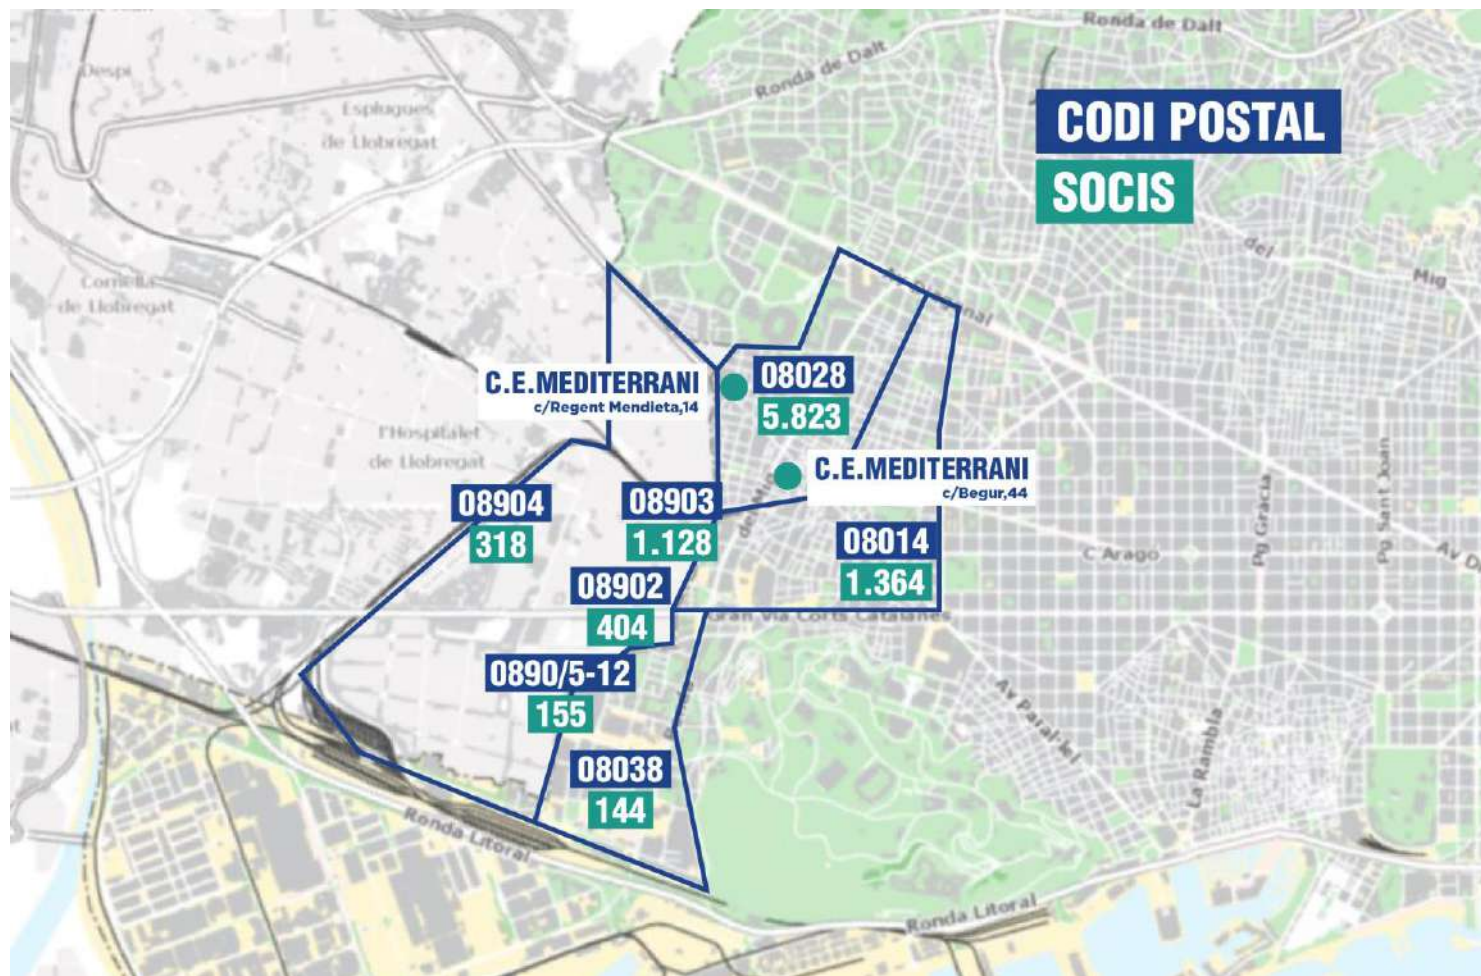 Ronda de Dalt
Ronda de Dalt
Despi
Esplugues
de Llobregat
CODI POSTAL
SOCIS
del
Mig
Cornella
de Llobregat
C.E.MEDITERRANI
c/Regent Mendieta,14
08028
5.823
l'Hospitalet
de Llobregat
C.E.MEDITERRANI
c/Begur,44
08904
318
08903
1.128
08014
1.364
C Arago
Pg Gracia
Pg Sant Joan
08902
404
Gran Via Corts Catalanes
0890/5-12
155
Av Paral·lel
La Rambla
08038
144
Ronda Litoral
Ronda Litoral